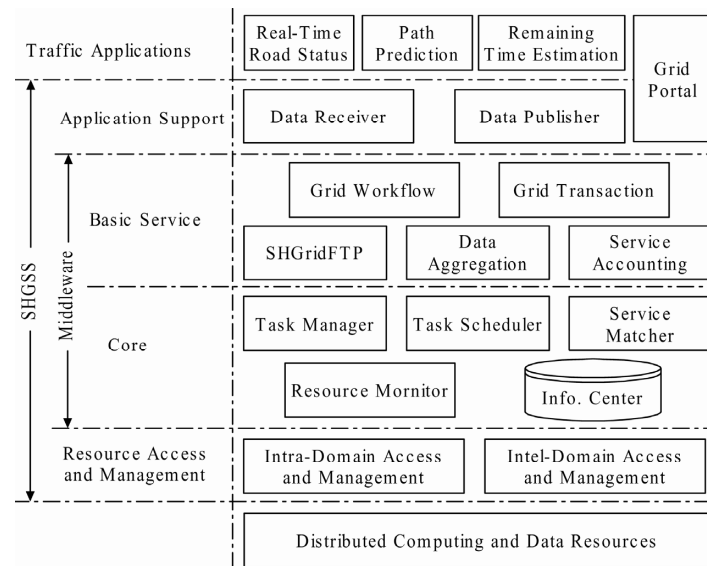 Traffic Applications
Real-Time
Road Status
Path
Prediction
Remaining
Time Estimation
Grid
Portal
Application Support
Data Receiver
Data Publisher
SHGSS
Middleware
Basic Service
Grid Workflow
Grid Transaction
SHGridFTP
Data
Aggregation
Service
Accounting
Core
Task Manager
Task Scheduler
Service
Matcher
Resource Mornitor
Info. Center
Resource Access
and Management
Intra-Domain Access
and Management
Intel-Domain Access
and Management
Distributed Computing and Data Resources